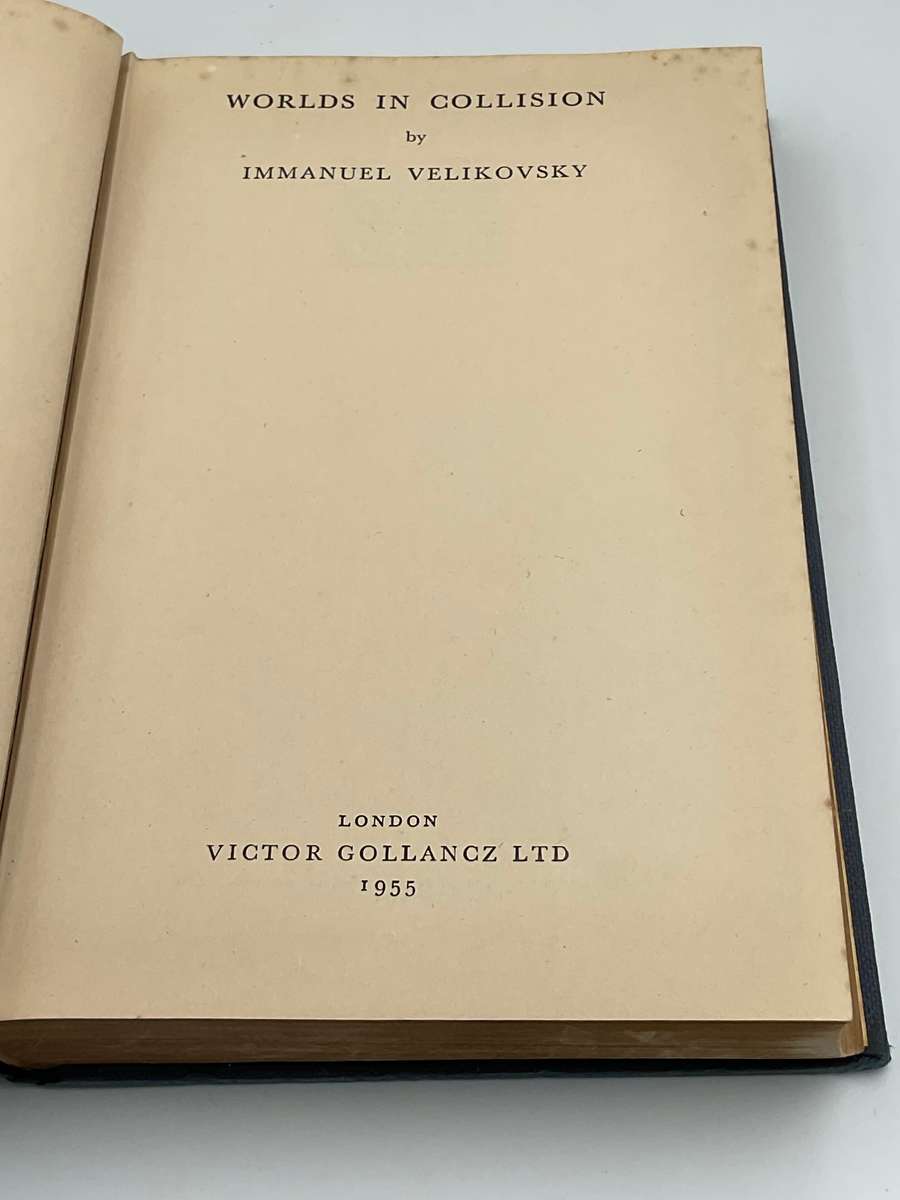 WORLDS IN COLLISION
by
IMMANUEL VELIKOVSKY
LONDON
VICTOR GOLLANCZ LTD
1955